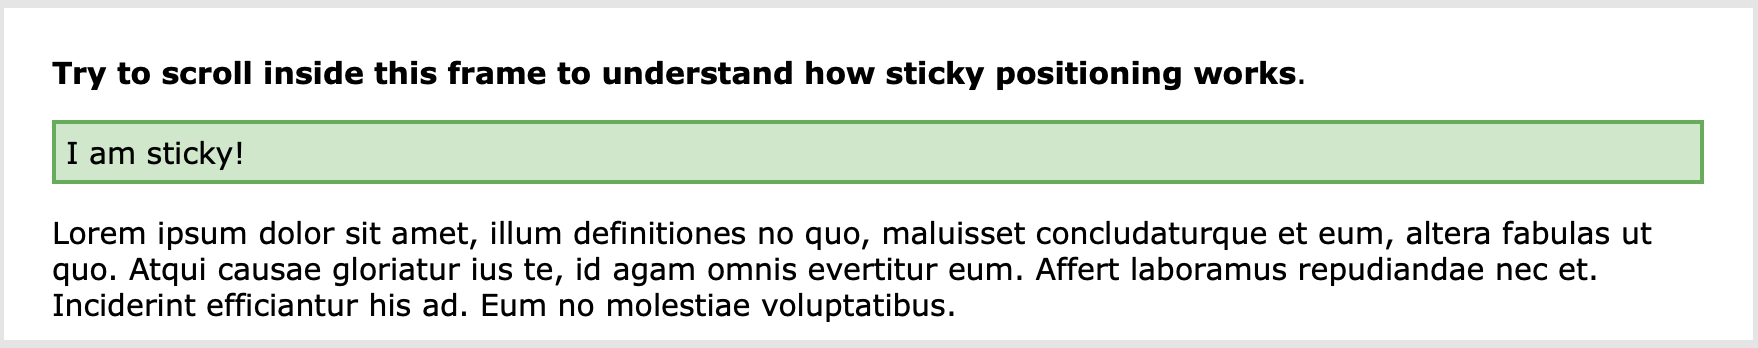 Try to scroll inside this frame to understand how sticky positioning works.
I am sticky!
Lorem ipsum dolor sit amet, illum definitiones no quo, maluisset concludaturque et eum, altera fabulas ut
quo. Atqui causae gloriatur ius te, id agam omnis evertitur eum. Affert laboramus repudiandae nec et.
Inciderint efficiantur his ad. Eum no molestiae voluptatibus.